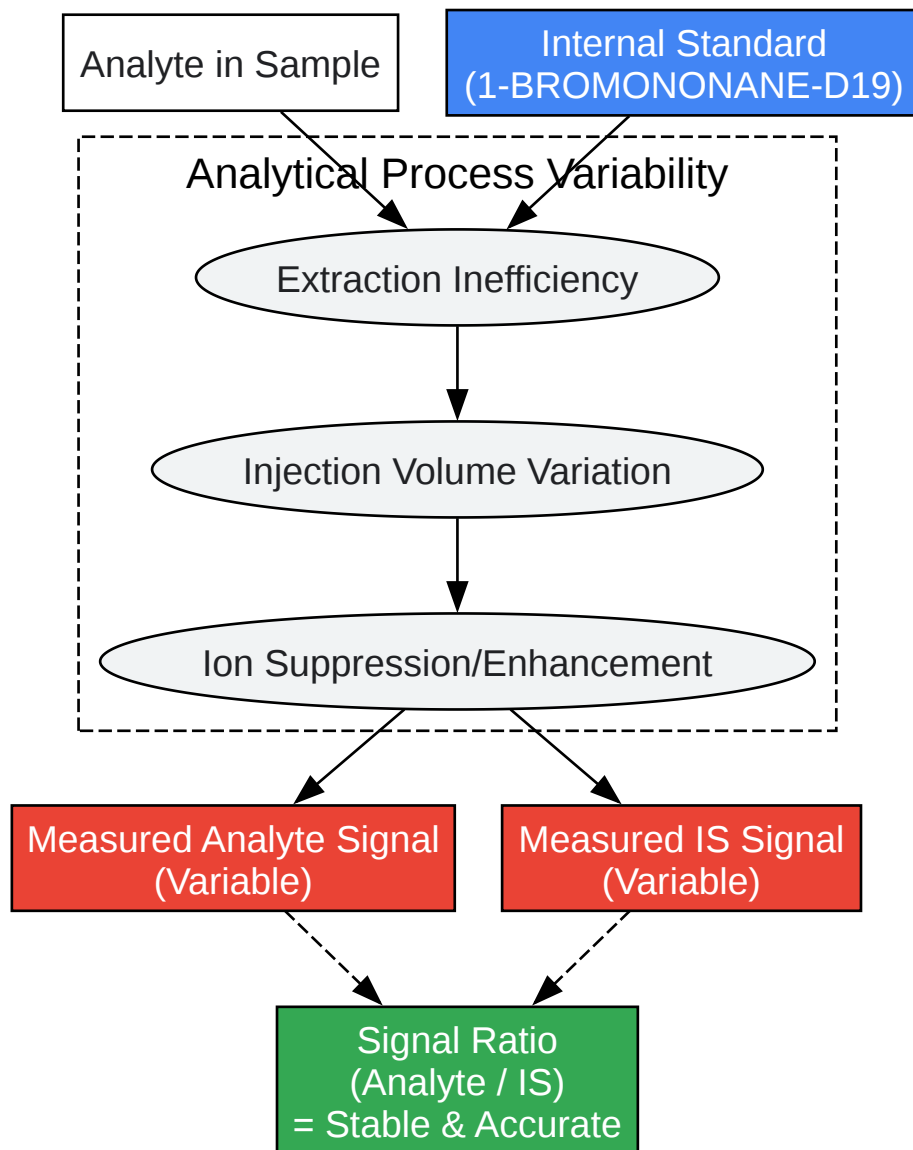 Analyte in Sample
Internal Standard
(1-BROMONONANE-D19)
Analytical Process Variability
Extraction Inefficiency
Injection Volume Variation
Ion Suppression/Enhancement
Measured Analyte Signal
(Variable)
Measured IS Signal
(Variable)
Signal Ratio
(Analyte / IS)
= Stable & Accurate